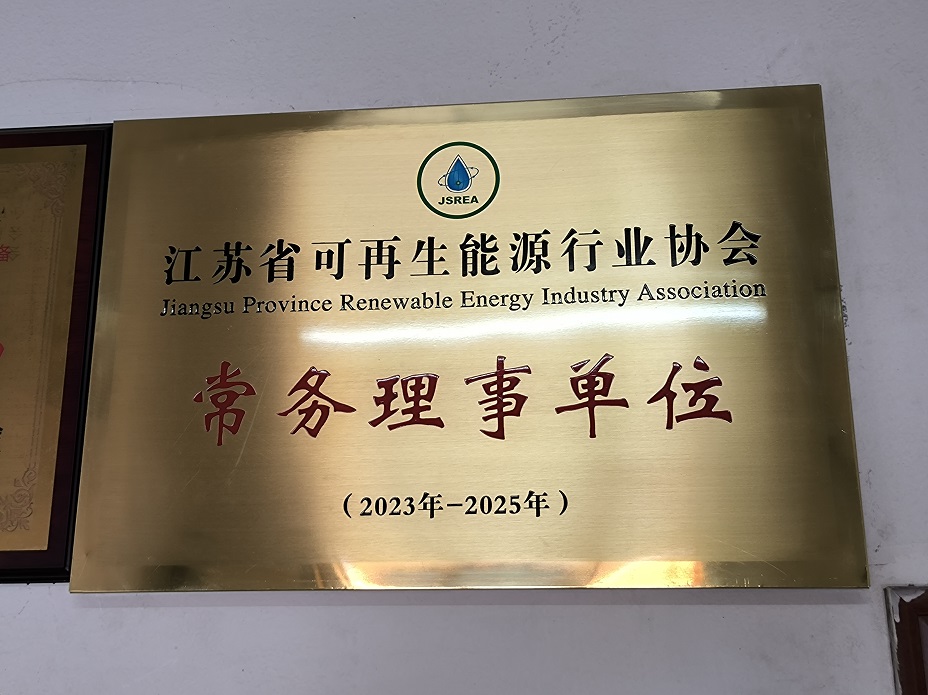 JSREA
江苏省可再生能源行业协会
Jiangsu Province Renewable Energy Industry Association
常务理事单位
（2023年-2025年）